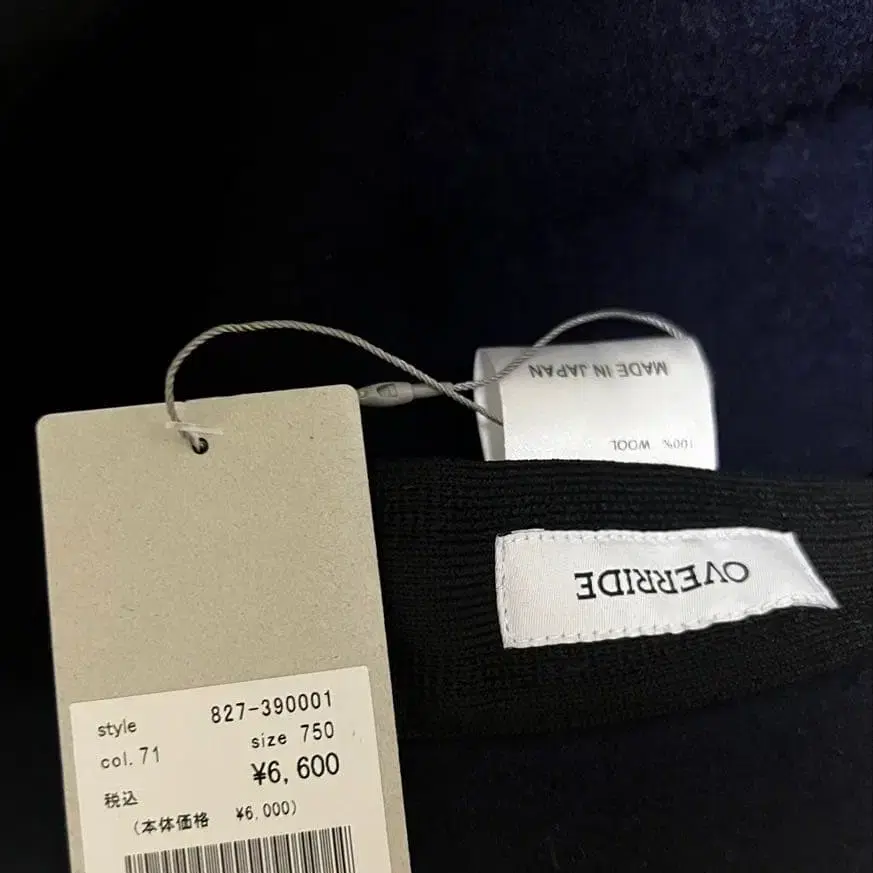 MADE IN JAPAN
100% WOOL
OVERRIDE
style 827-390001
col. 71 size 750
¥6,600
税込
(本体価格 ¥6,000)